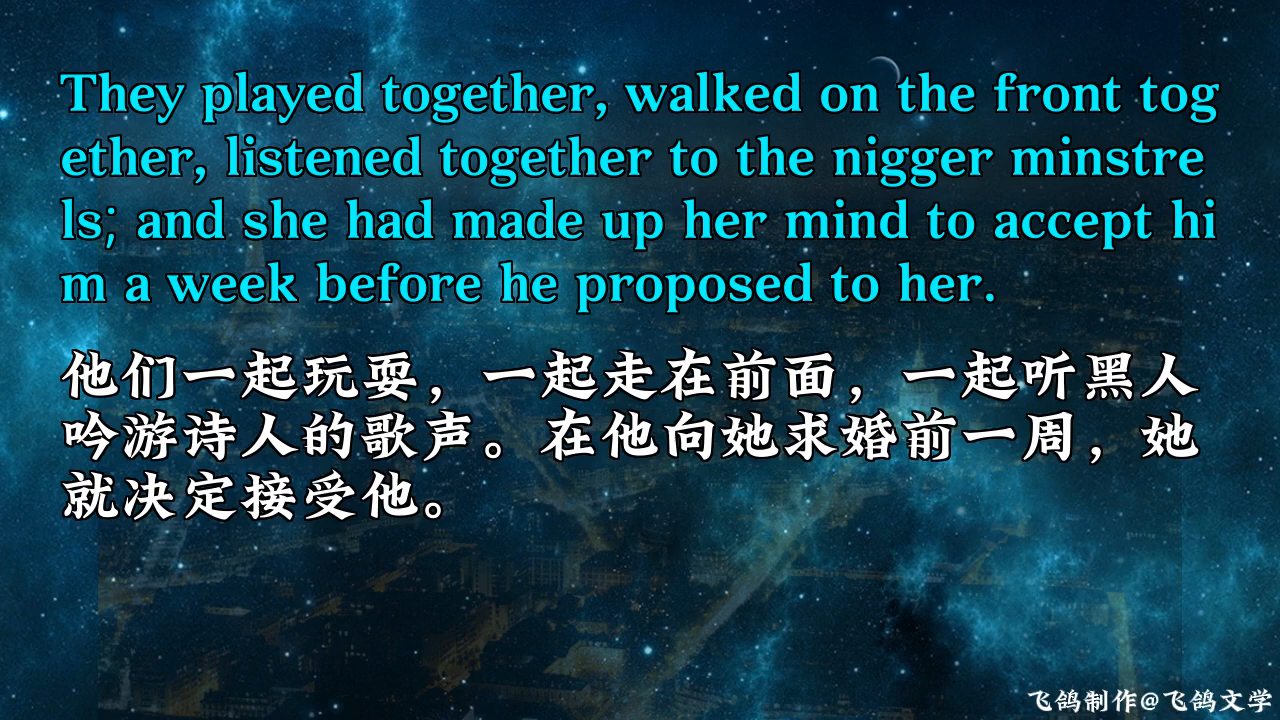 They played together, walked on the front tog
ether, listened together to the nigger minstre
ls; and she had made up her mind to accept hi
m a week before he proposed to her.
他们一起玩耍，一起走在前面，一起听黑人
吟游诗人的歌声。在他向她求婚前一周，她
就决定接受他。
飞鸽制作@飞鸽文学